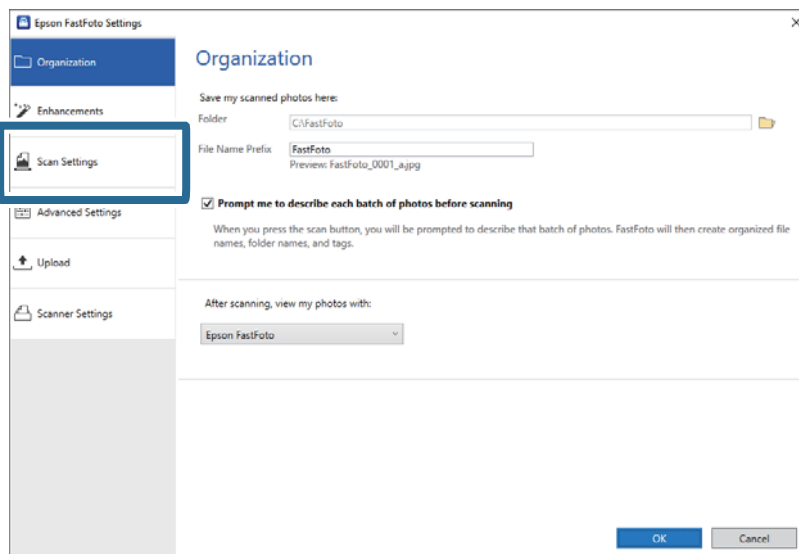 Epson FastFoto Settings
Organization
Enhancements
Scan Settings
Advanced Settings
Upload
Scanner Settings
Organization
Save my scanned photos here:
Folder C:\FastFoto
File Name Prefix FastFoto
Preview: FastFoto_0001_a.jpg
Prompt me to describe each batch of photos before scanning
When you press the scan button, you will be prompted to describe that batch of photos. FastFoto will then create organized file
names, folder names, and tags.
After scanning, view my photos with:
Epson FastFoto
OK Cancel